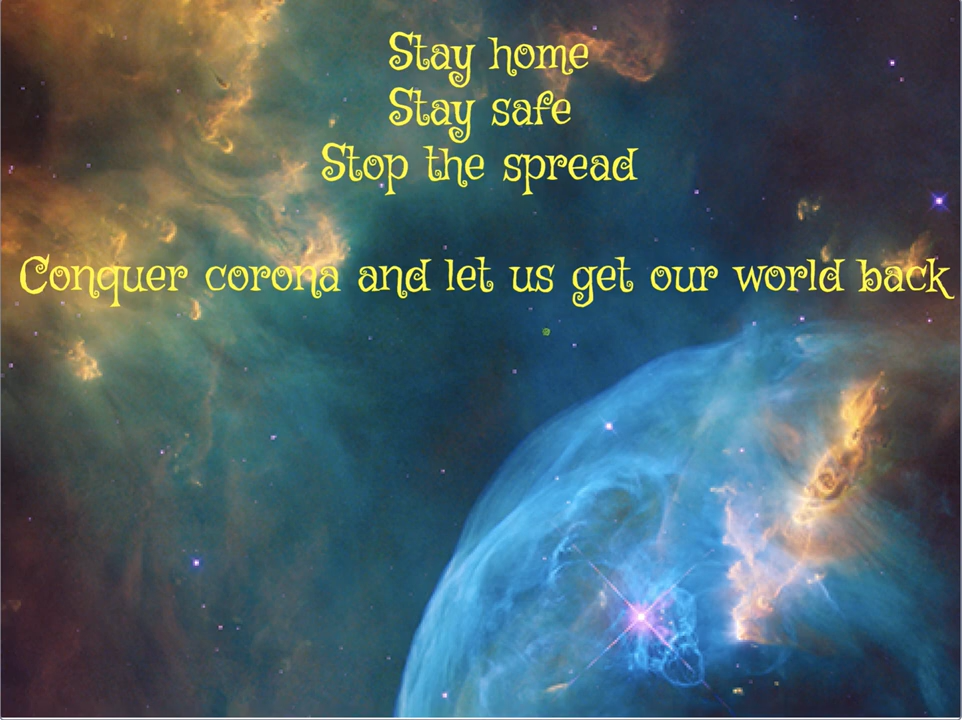 Stay home
Stay safe
Stop the spread
Conquer corona and let us get our world back